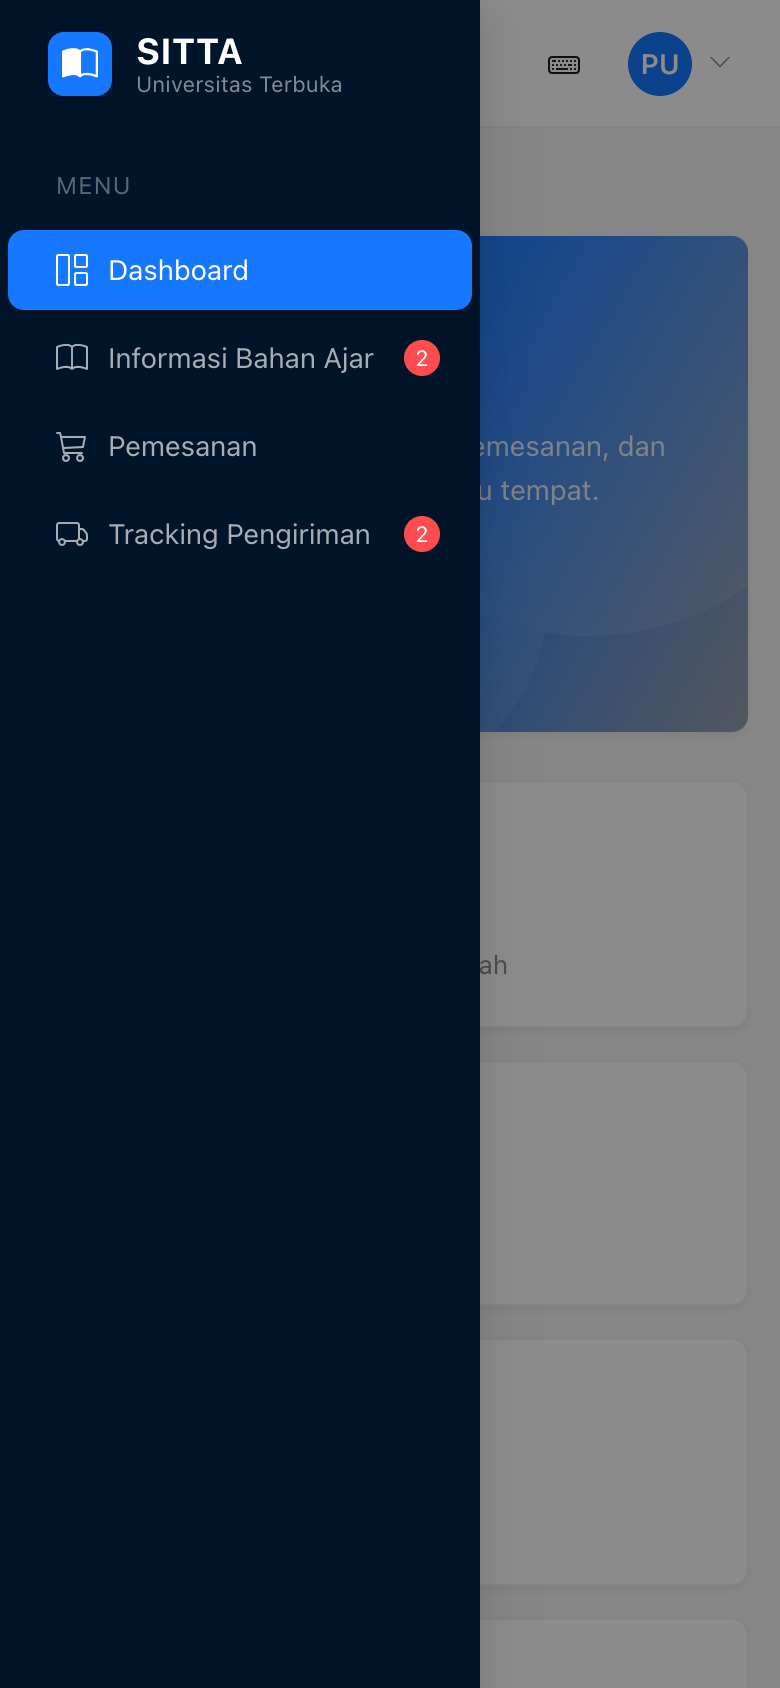 SITTA
Universitas Terbuka
PU
MENU
Dashboard
Informasi Bahan Ajar 2
Pemesanan
Tracking Pengiriman 2
emesanan, dan
u tempat.
ah